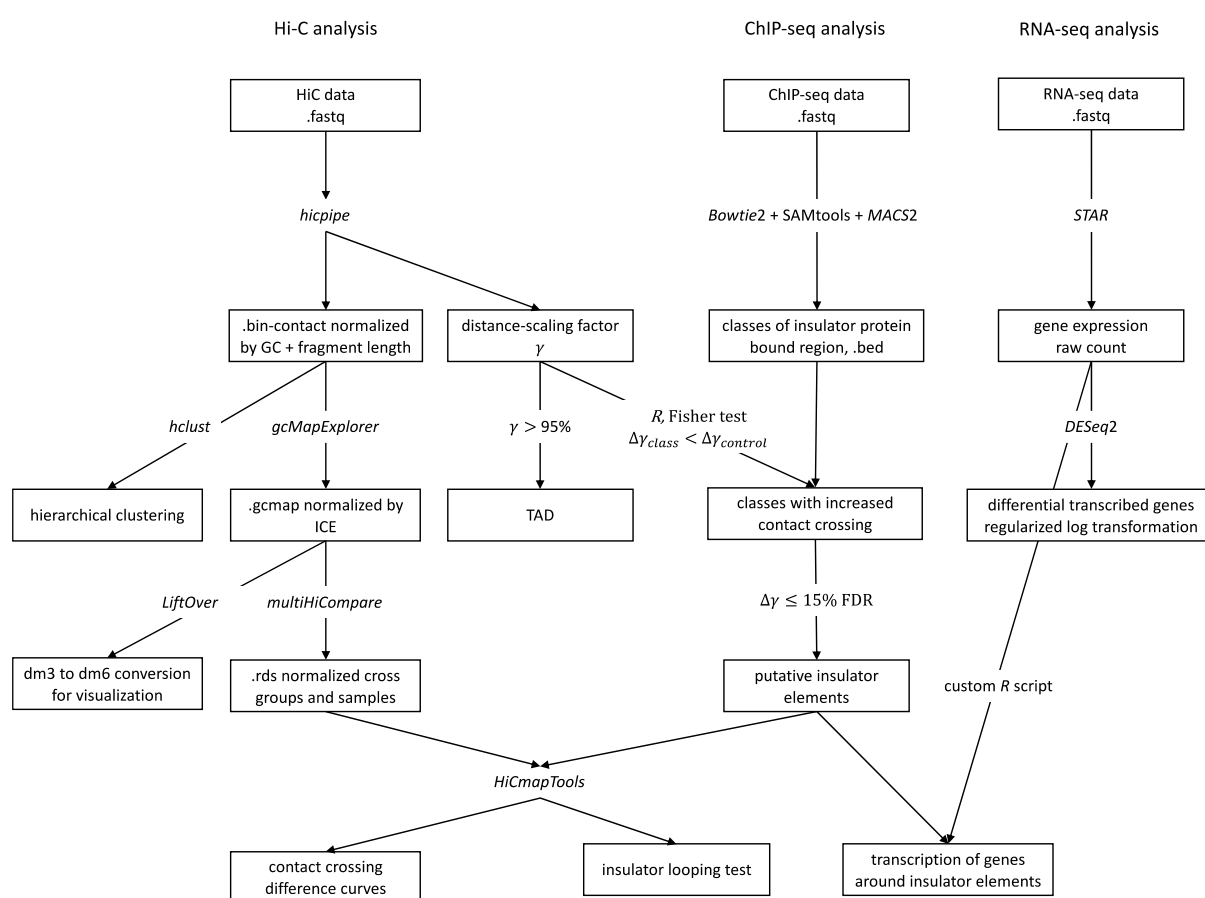 Hi-C analysis
ChIP-seq analysis
RNA-seq analysis
HiC data
.fastq
ChIP-seq data
.fastq
RNA-seq data
.fastq
hicpipe
Bowtie2 + SAMtools + MACS2
STAR
.bin-contact normalized
by GC + fragment length
distance-scaling factor
γ
classes of insulator protein
bound region, .bed
gene expression
raw count
hclust
gcMapExplorer
γ > 95%
R, Fisher test
Δγclass < Δγcontrol
DESeq2
hierarchical clustering
.gcmap normalized by
ICE
TAD
classes with increased
contact crossing
differential transcribed genes
regularized log transformation
LiftOver
multiHiCompare
Δγ ≤ 15% FDR
dm3 to dm6 conversion
for visualization
.rds normalized cross
groups and samples
putative insulator
elements
custom R script
HiCmapTools
contact crossing
difference curves
insulator looping test
transcription of genes
around insulator elements